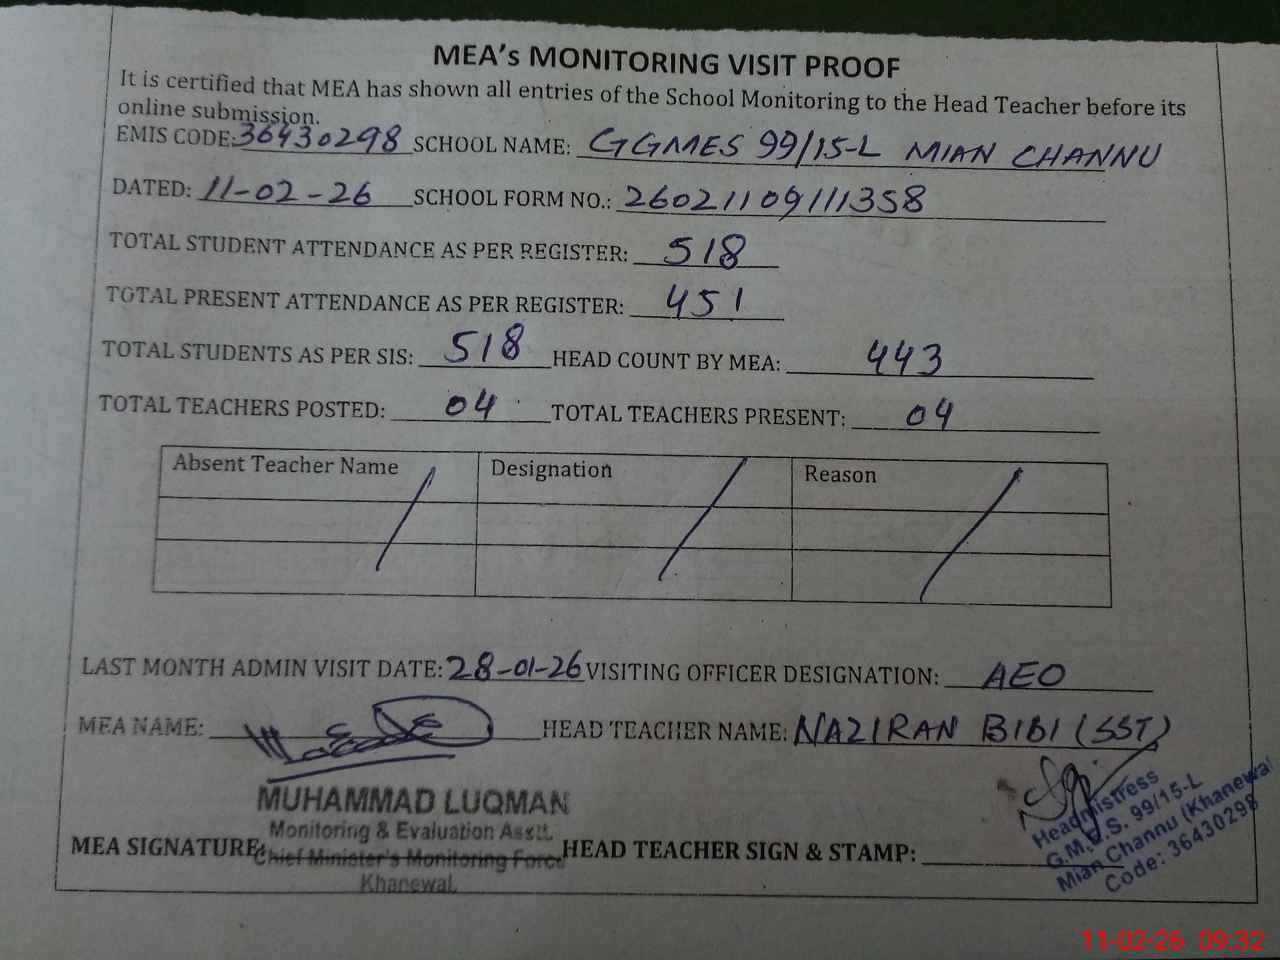 MEA's MONITORING VISIT PROOF
It is certified that MEA has shown all entries of the School Monitoring to the Head Teacher before its
online submission.
EMIS CODE: 36430298 SCHOOL NAME: GGMES 99/15-L MIAN CHANNU
DATED: 11-02-26 SCHOOL FORM NO.: 26021109111358
TOTAL STUDENT ATTENDANCE AS PER REGISTER: 518
TOTAL PRESENT ATTENDANCE AS PER REGISTER: 451
TOTAL STUDENTS AS PER SIS: 518 HEAD COUNT BY MEA: 443
TOTAL TEACHERS POSTED: 04 TOTAL TEACHERS PRESENT: 04
Absent Teacher Name Designation Reason
LAST MONTH ADMIN VISIT DATE: 28-01-26 VISITING OFFICER DESIGNATION: AEO
MEA NAME: HEAD TEACHER NAME: NAZIRAN BIBI (SST)
MUHAMMAD LUQMAN
Monitoring & Evaluation Asstt.
MEA SIGNATURE: Chief Minister's Monitoring Force HEAD TEACHER SIGN & STAMP:
Khanewal
Headmistress
G.M.E.S. 99/15-L
Mian Channu (Khanewal
Code: 36430298
11-02-26 09:32